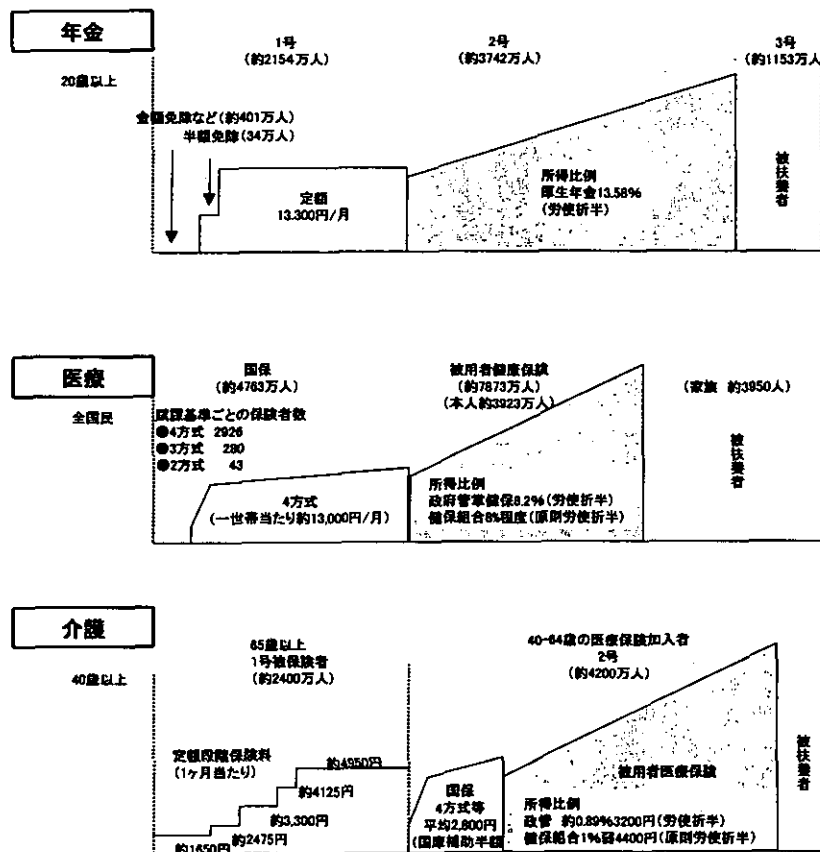 年金
1号
(約2154万人)
2号
(約3742万人)
3号
(約1153万人
20歳以上
全額免除など(約401万人)
半額免除(34万人)
定額
13.300円/月
所得比例
厚生年金13.58%
(労使折半)
被扶養者
医療
国保
(約4763万人)
被用者健康保険
(約7873万人)
(本人約3923万人)
(家族 約3950人)
全国民
賦課基準ごとの保険者数
●4方式 2926
●3方式 280
●2方式 43
4方式
(一世帯当たり約13,000円/月)
所得比例
政府管掌健保8.2%(労使折半)
健保組合8%程度(原則労使折半)
被扶養者
介護
65歳以上
1号被保険者
(約2400万人)
40-64歳の医療保険加入者
2号
(約4200万人)
40歳以上
定額段階保険料
(1ヶ月当たり)
約4950円
約4125円
約3,300円
約2475円
約1650円
国保
4方式等
平均2,800円
(国庫補助半額
被用者医療保険
所得比例
政管 約0.89%3200円(労使折半)
健保組合1%弱4400円(原則労使折半)
被扶養者